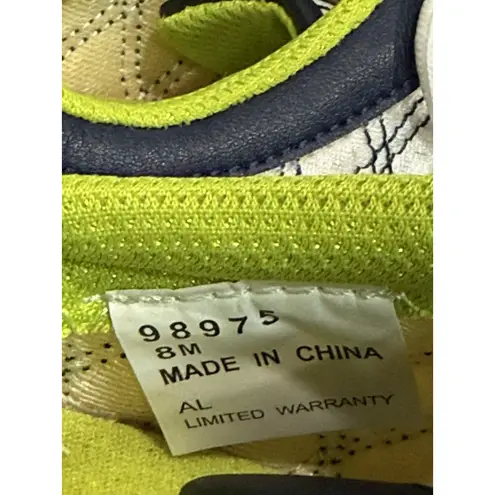 98975
8M
MADE IN CHINA
AL
LIMITED WARRANTY